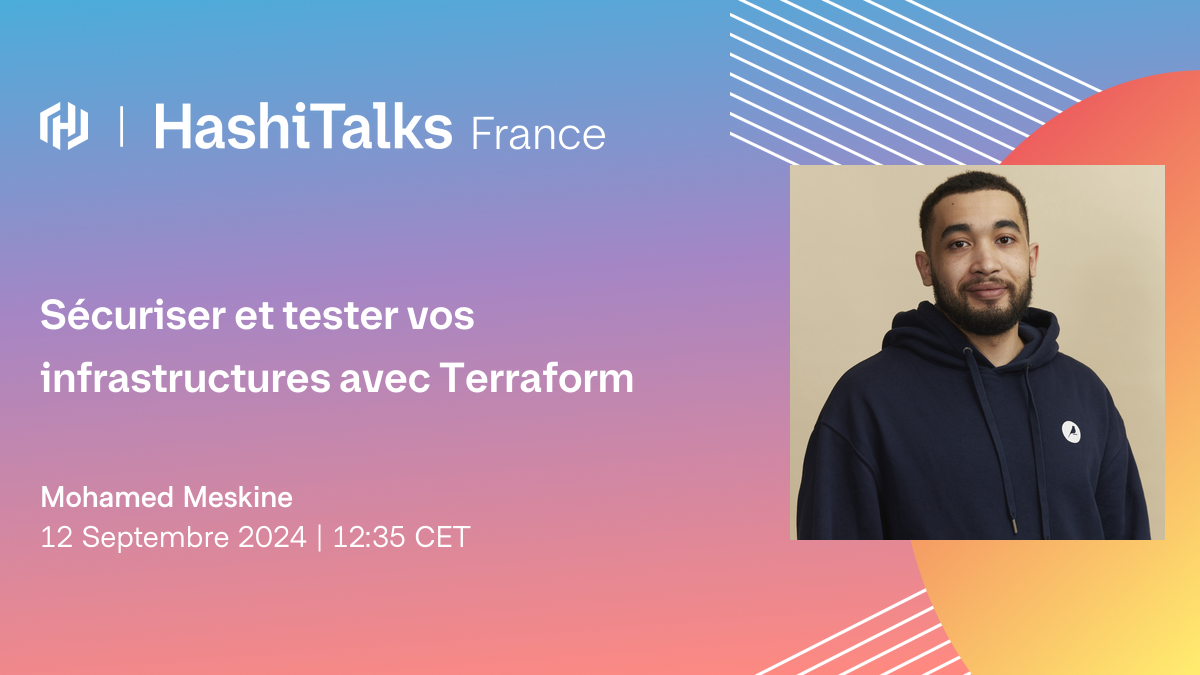 HashiTalks France
Sécuriser et tester vos
infrastructures avec Terraform
Mohamed Meskine
12 Septembre 2024 | 12:35 CET